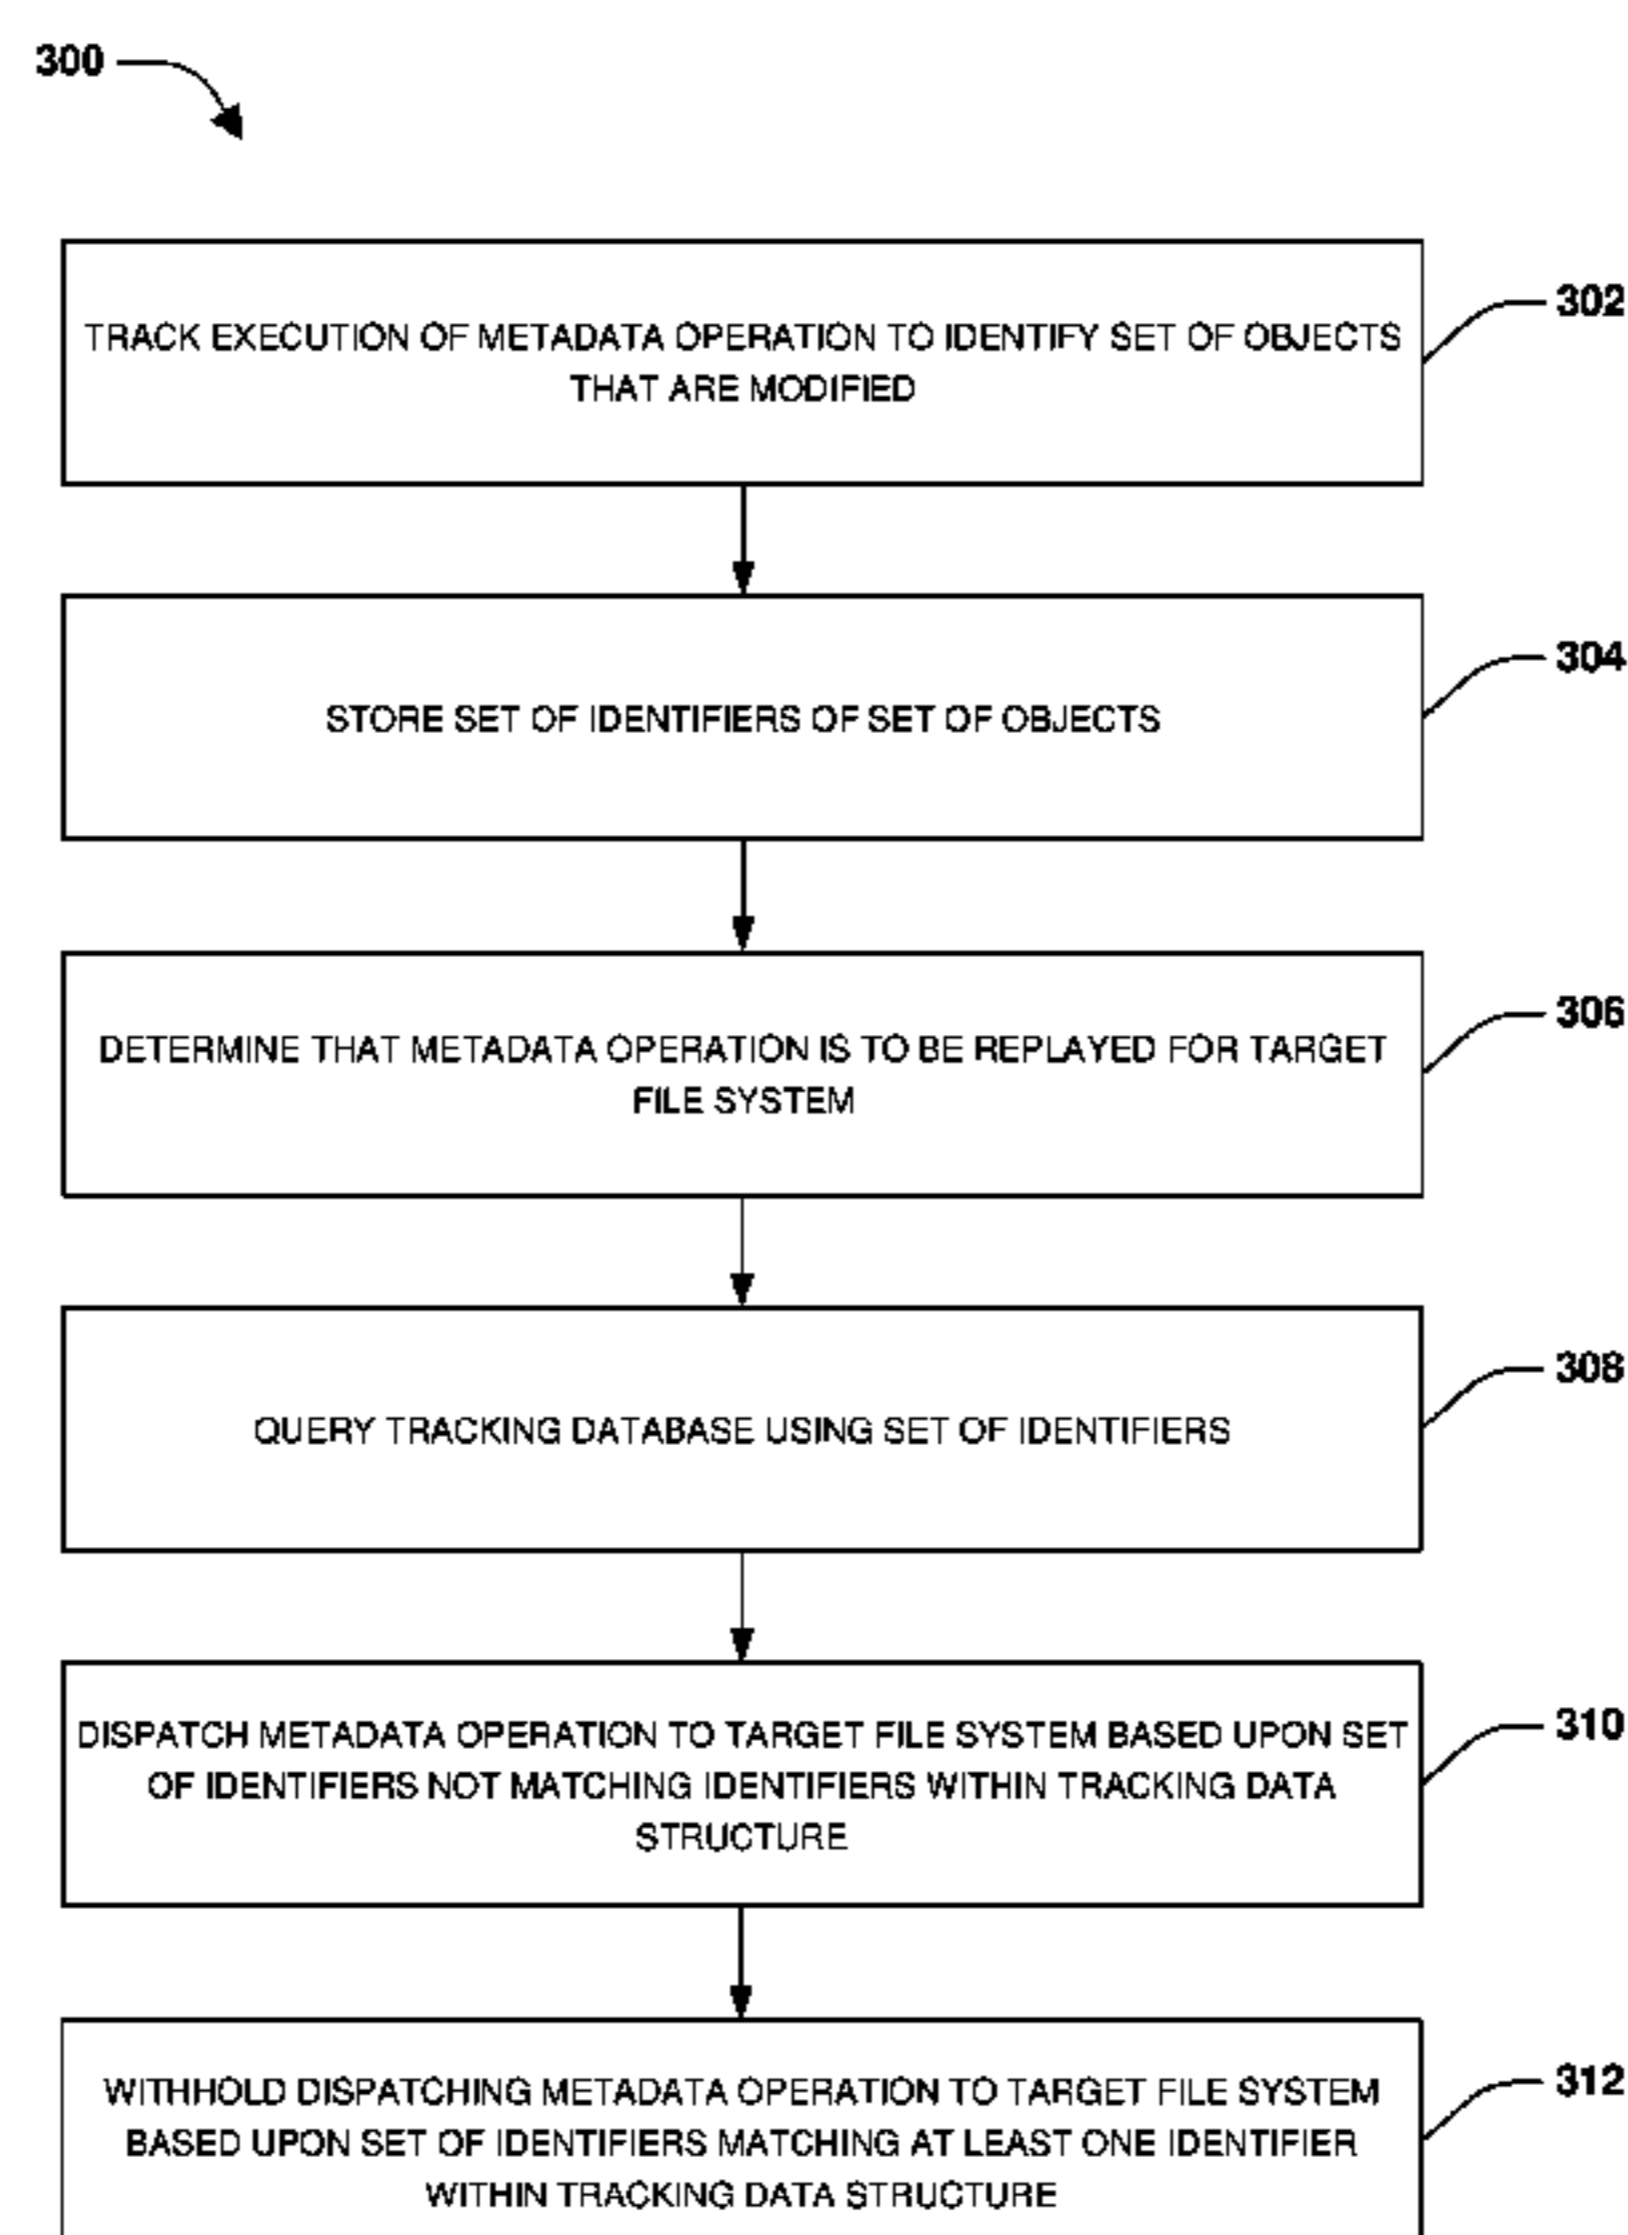 300
302
TRACK EXECUTION OF METADATA OPERATION TO IDENTIFY SET OF OBJECTS
THAT ARE MODIFIED
304
STORE SET OF IDENTIFIERS OF SET OF OBJECTS
306
DETERMINE THAT METADATA OPERATION IS TO BE REPLAYED FOR TARGET
FILE SYSTEM
308
QUERY TRACKING DATABASE USING SET OF IDENTIFIERS
310
DISPATCH METADATA OPERATION TO TARGET FILE SYSTEM BASED UPON SET
OF IDENTIFIERS NOT MATCHING IDENTIFIERS WITHIN TRACKING DATA
STRUCTURE
312
WITHHOLD DISPATCHING METADATA OPERATION TO TARGET FILE SYSTEM
BASED UPON SET OF IDENTIFIERS MATCHING AT LEAST ONE IDENTIFIER
WITHIN TRACKING DATA STRUCTURE